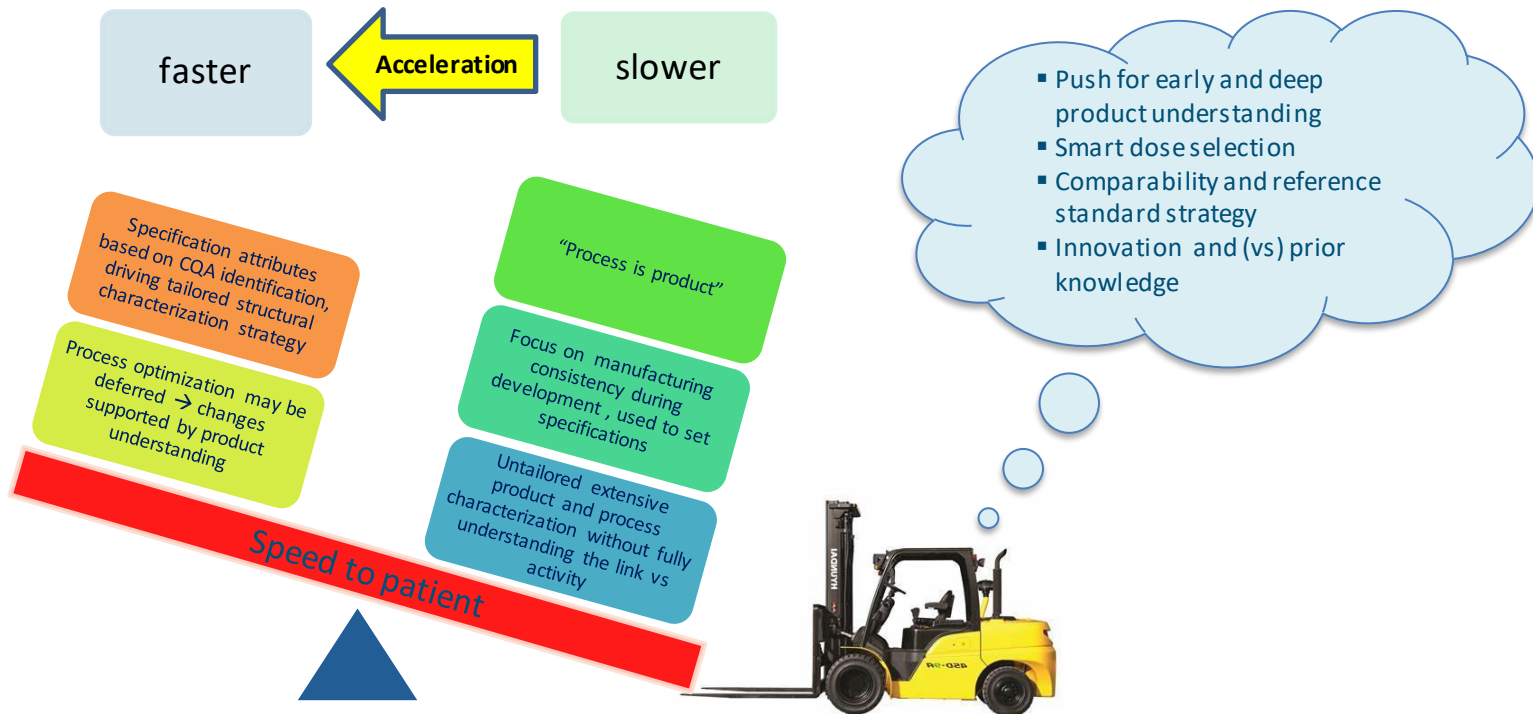 faster
Acceleration
slower
Specification attributes
based on CQA identification,
driving tailored structural
characterization strategy
Process optimization may be
deferred → changes
supported by product
understanding
“Process is product”
Focus on manufacturing
consistency during
development , used to set
specifications
Untailored extensive
product and process
characterization without fully
understanding the link vs
activity
Speed to patient
▪ Push for early and deep
product understanding
▪ Smart dose selection
▪ Comparability and reference
standard strategy
▪ Innovation and (vs) prior
knowledge
HYUNDAI
45D-9A